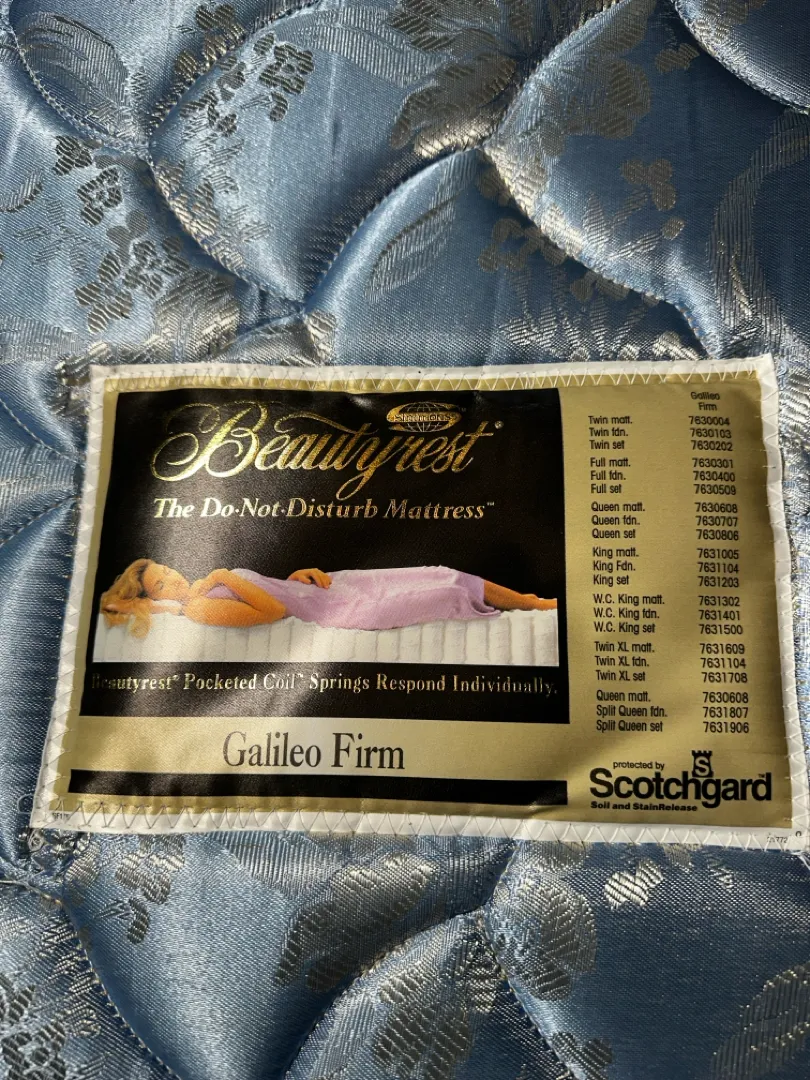 Simmons
Beautyrest®
The Do·Not·Disturb Mattress™
Beautyrest® Pocketed Coil™ Springs Respond Individually.
Galileo Firm
Galileo
Firm
Twin matt. 7630004
Twin fdn. 7630103
Twin set 7630202
Full matt. 7630301
Full fdn. 7630400
Full set 7630509
Queen matt. 7630608
Queen fdn. 7630707
Queen set 7630806
King matt. 7631005
King Fdn. 7631104
King set 7631203
W.C. King matt. 7631302
W.C. King fdn. 7631401
W.C. King set 7631500
Twin XL matt. 7631609
Twin XL fdn. 7631104
Twin XL set 7631708
Queen matt. 7630608
Split Queen fdn. 7631807
Split Queen set 7631906
protected by
Scotchgard™
Soil and Stain Release